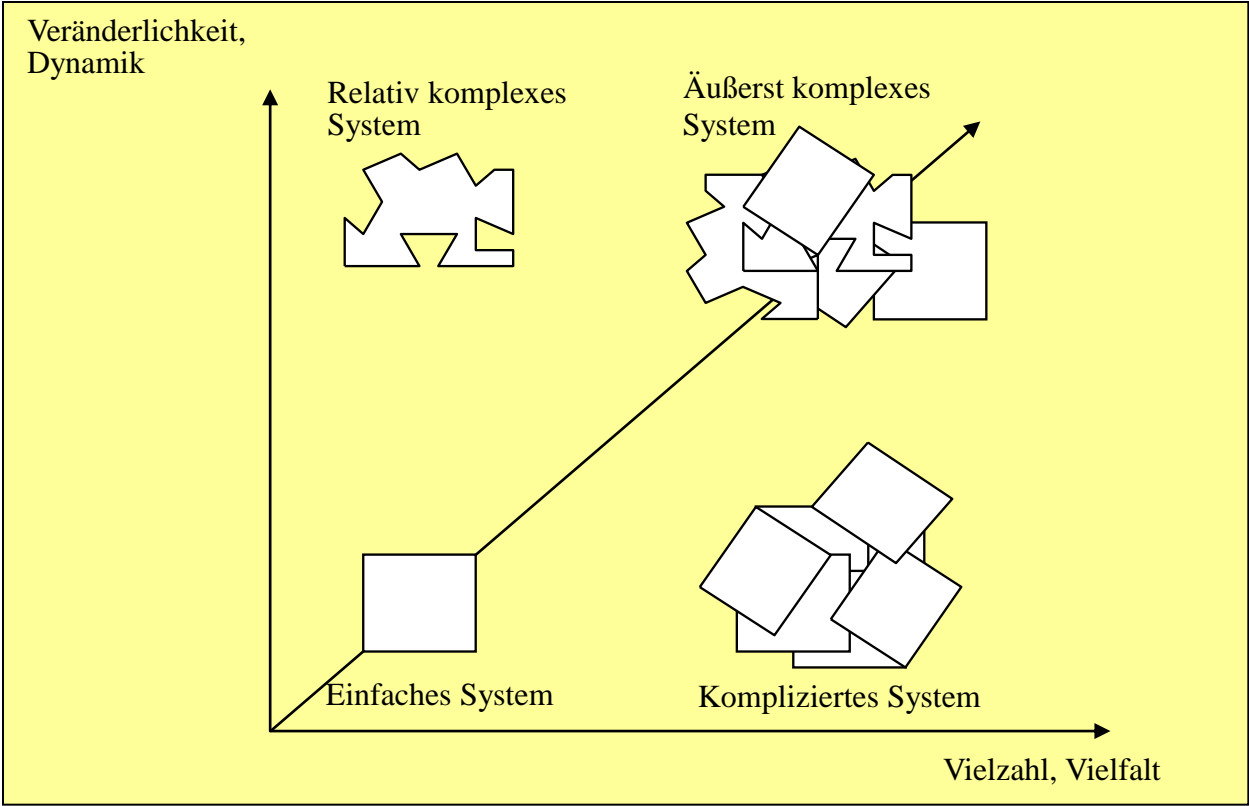 Veränderlichkeit,
Dynamik
Relativ komplexes
System
Äußerst komplexes
System
Einfaches System
Kompliziertes System
Vielzahl, Vielfalt